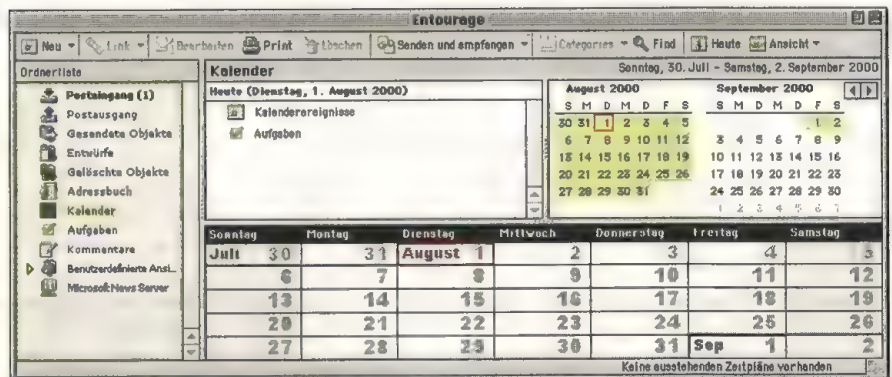 Entourage
Neu Link Bearbeiten Print Löschen Senden und empfangen Categories Find Heute Ansicht
Ordnerliste
Posteingang (1)
Postausgang
Gesendete Objekte
Entwürfe
Gelöschte Objekte
Adressbuch
Kalender
Aufgaben
Kommentare
Benutzerdefinierte Ansi...
Microsoft News Server
Kalender
Sonntag, 30. Juli - Samstag, 2. September 2000
Heute (Dienstag, 1. August 2000)
Kalenderereignisse
Aufgaben
August 2000
S M D M D F S
30 31 1 2 3 4 5
6 7 8 9 10 11 12
13 14 15 16 17 18 19
20 21 22 23 24 25 26
27 28 29 30 31
September 2000
S M D M D F S
1 2
3 4 5 6 7 8 9
10 11 12 13 14 15 16
17 18 19 20 21 22 23
24 25 26 27 28 29 30
1 2 3 4 5 6 7
Sonntag Montag Dienstag Mittwoch Donnerstag Freitag Samstag
Juli 30 31 August 1 2 3 4 5
6 7 8 9 10 11 12
13 14 15 16 17 18 19
20 21 22 23 24 25 26
27 28 29 30 31 Sep 1 2
Keine ausstehenden Zeitpläne vorhanden